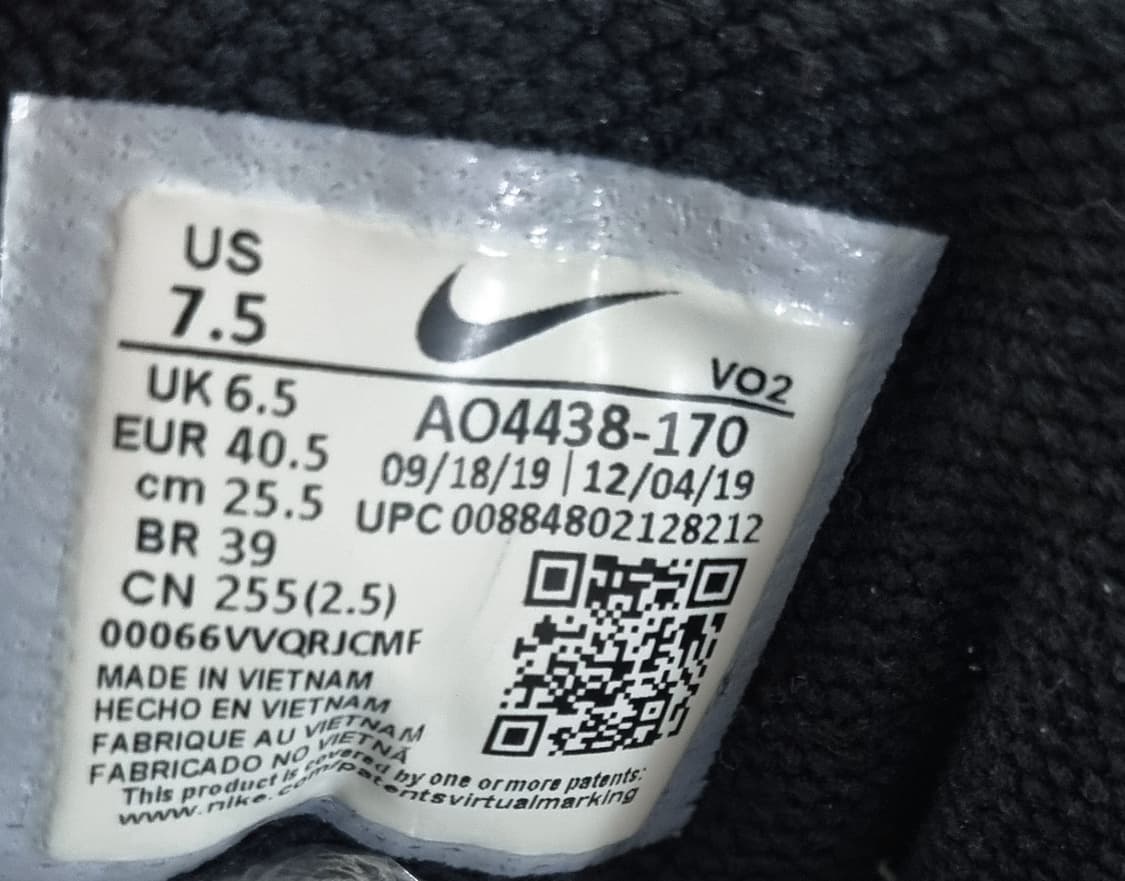 US
7.5
VO2
UK 6.5
EUR 40.5
cm 25.5
BR 39
CN 255(2.5)
AO4438-170
09/18/19 | 12/04/19
UPC 00884802128212
00066VVQRJCMF
MADE IN VIETNAM
HECHO EN VIETNAM
FABRIQUE AU VIETNAM
FABRICADO NO VIETNÃ
This product is covered by one or more patents:
www.nike.com/patentsvirtualmarking